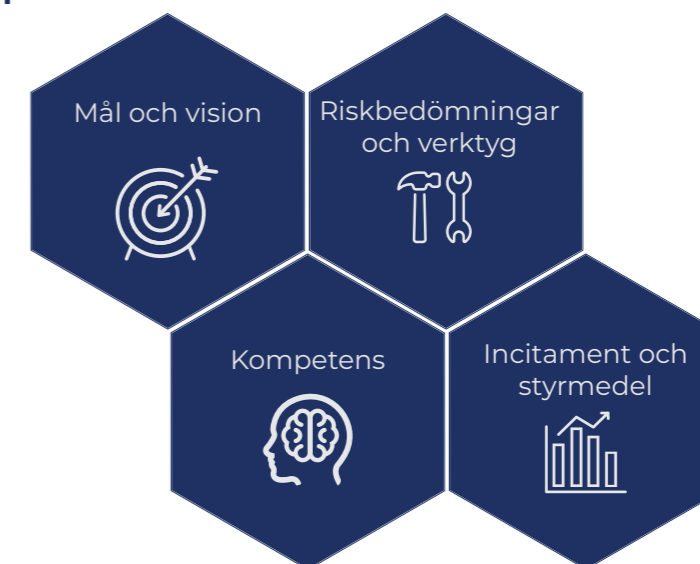 Mål och vision
Riskbedömningar
och verktyg
Kompetens
Incitament och
styrmedel